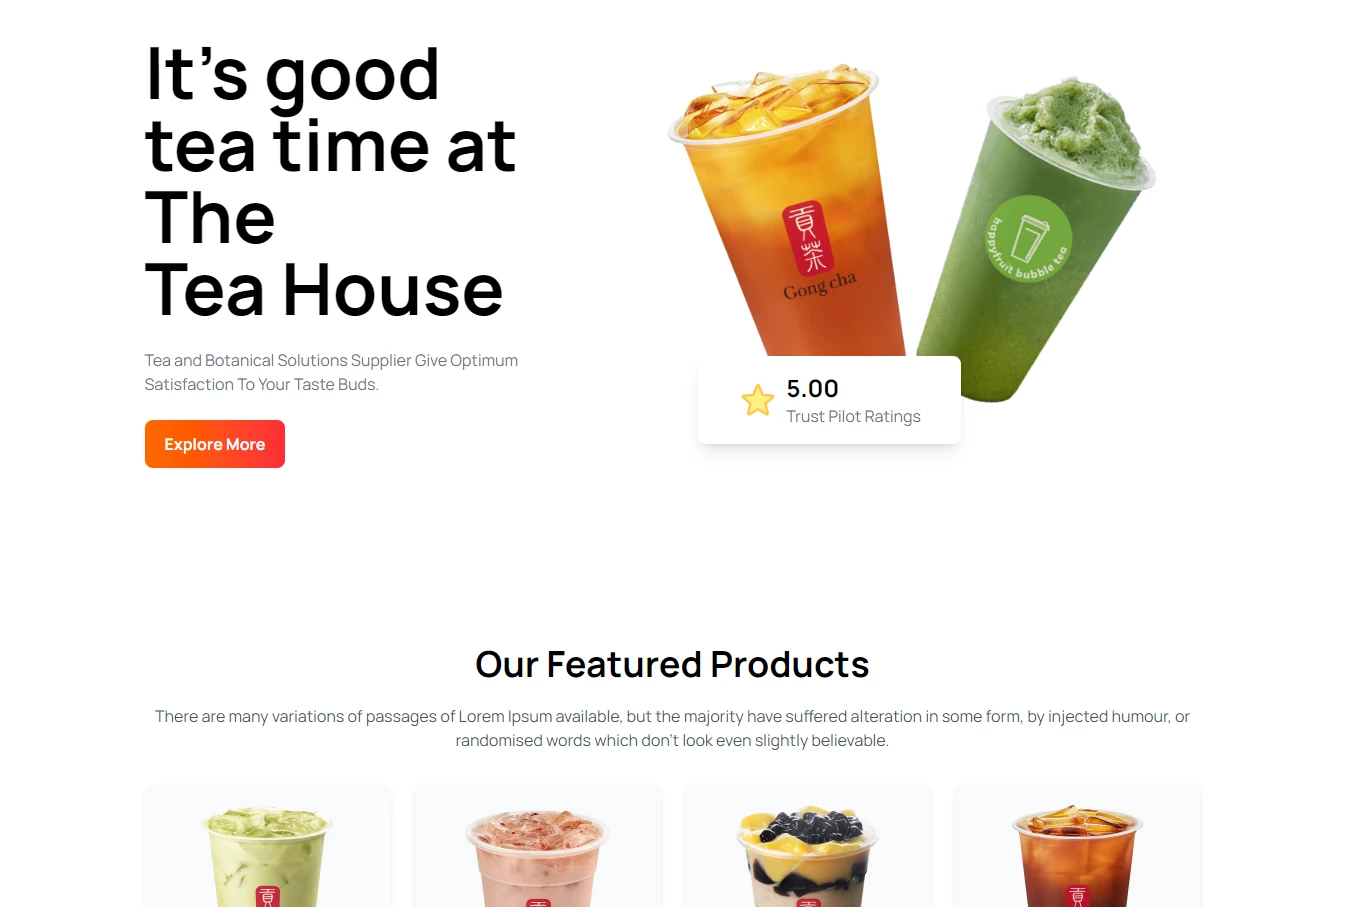 It’s good
tea time at
The
Tea House
Tea and Botanical Solutions Supplier Give Optimum
Satisfaction To Your Taste Buds.
Explore More
貢茶
Gong cha
happyfruit bubble tea
5.00
Trust Pilot Ratings
Our Featured Products
There are many variations of passages of Lorem Ipsum available, but the majority have suffered alteration in some form, by injected humour, or
randomised words which don't look even slightly believable.
貢
貢